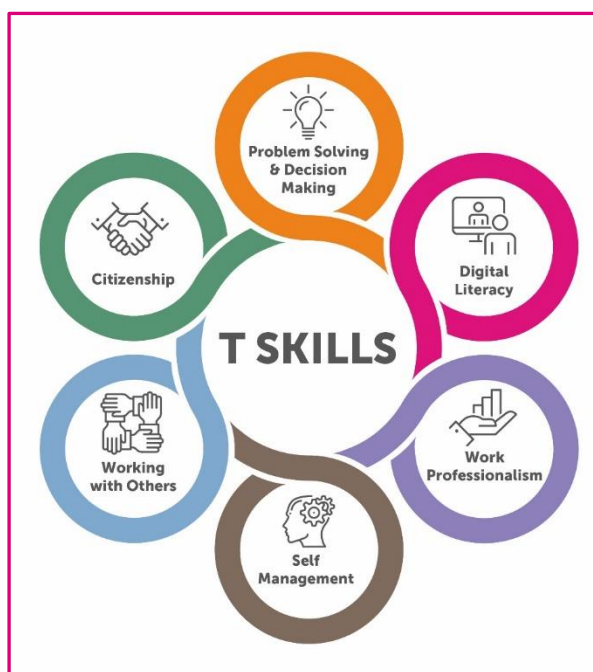 Problem Solving
& Decision
Making
Citizenship
Digital
Literacy
T SKILLS
Working
with Others
Work
Professionalism
Self
Management